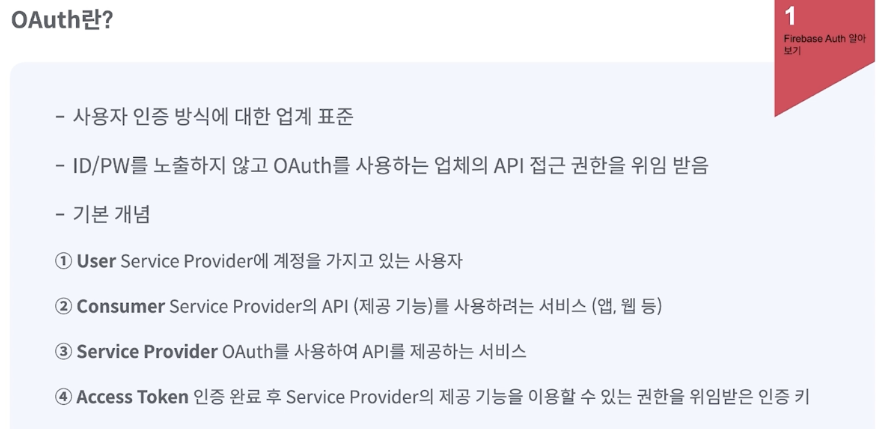 OAuth란?
1
Firebase Auth 알아
보기
- 사용자 인증 방식에 대한 업계 표준
- ID/PW를 노출하지 않고 OAuth를 사용하는 업체의 API 접근 권한을 위임 받음
- 기본 개념
① User Service Provider에 계정을 가지고 있는 사용자
② Consumer Service Provider의 API (제공 기능)를 사용하려는 서비스 (앱, 웹 등)
③ Service Provider OAuth를 사용하여 API를 제공하는 서비스
④ Access Token 인증 완료 후 Service Provider의 제공 기능을 이용할 수 있는 권한을 위임받은 인증 키